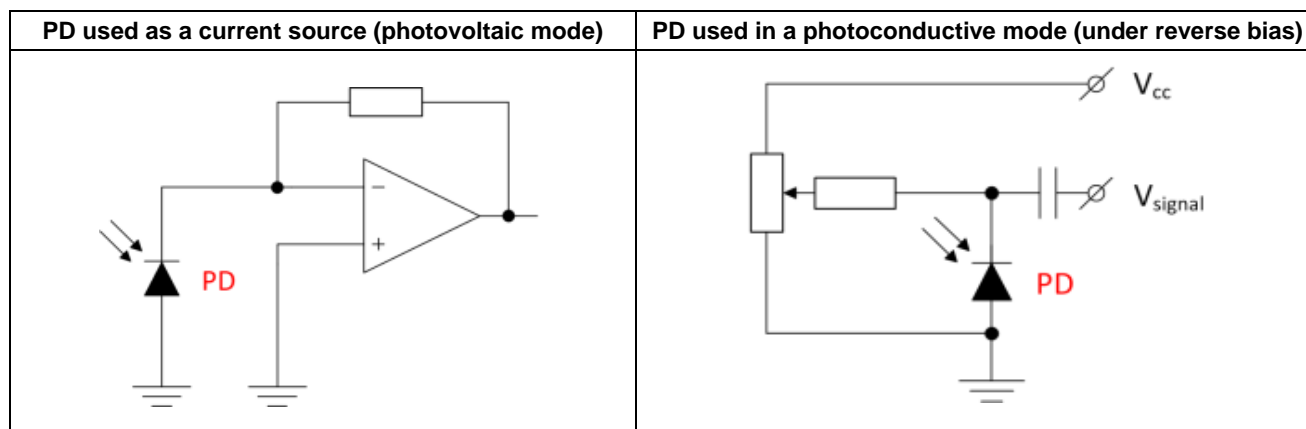 PD used as a current source (photovoltaic mode)
PD used in a photoconductive mode (under reverse bias)
−
+
PD
Vcc
Vsignal
PD